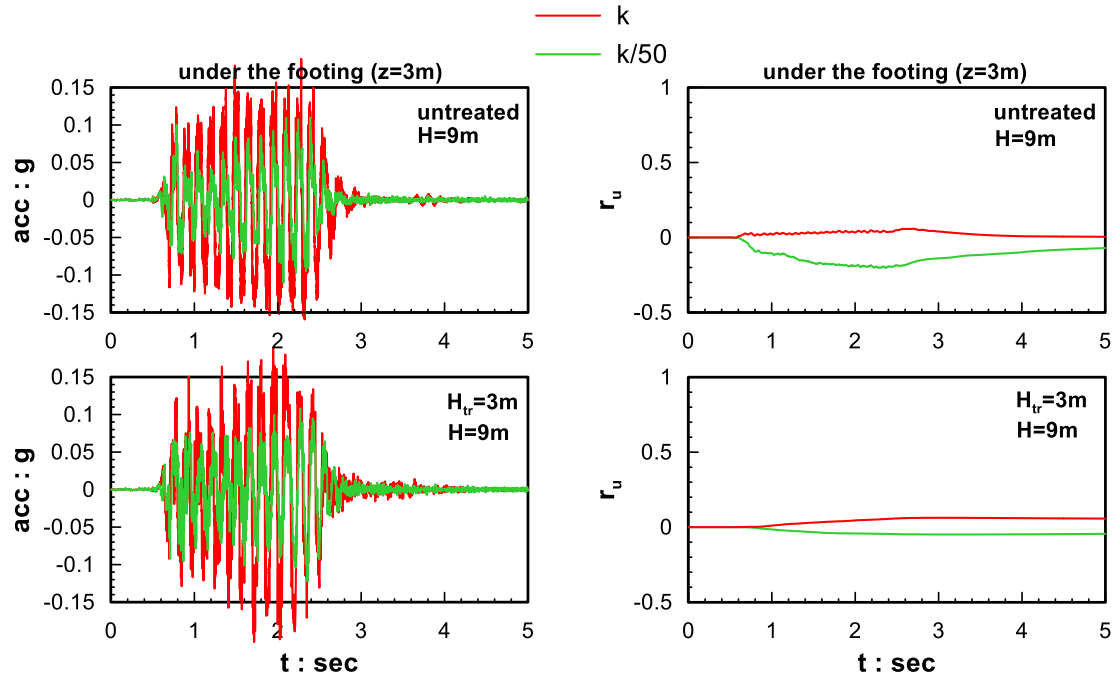 k
k/50
under the footing (z=3m)
under the footing (z=3m)
0.15
0.1
0.05
0
-0.05
-0.1
-0.15
acc : g
untreated
H=9m
0 1 2 3 4 5
1
0.5
0
-0.5
r_u
untreated
H=9m
0 1 2 3 4 5
0.15
0.1
0.05
0
-0.05
-0.1
-0.15
acc : g
H_tr=3m
H=9m
0 1 2 3 4 5
t : sec
1
0.5
0
-0.5
r_u
H_tr=3m
H=9m
0 1 2 3 4 5
t : sec